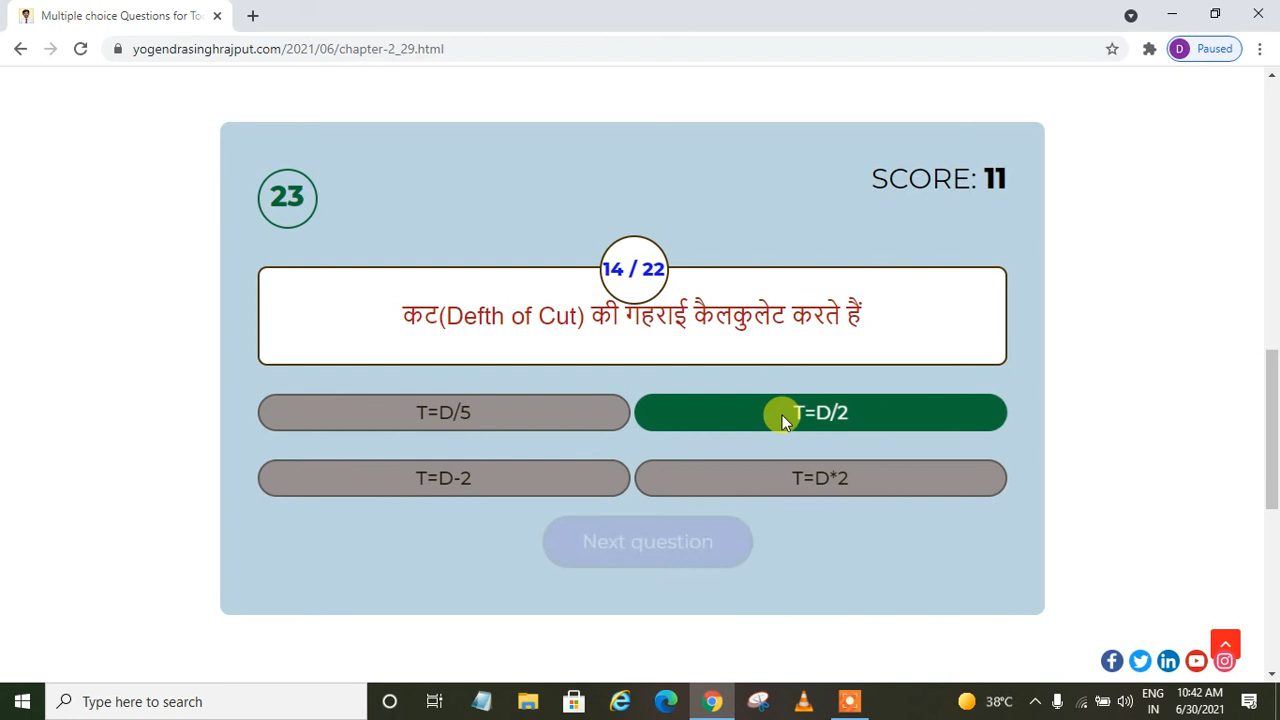 Multiple choice Questions for Too
yogendrasinghrajput.com/2021/06/chapter-2_29.html
D Paused
23
SCORE: 11
14 / 22
कट(Defth of Cut) की गहराई कैलकुलेट करते हैं
T=D/5
T=D/2
T=D-2
T=D*2
Next question
Type here to search
38°C
ENG
IN
10:42 AM
6/30/2021